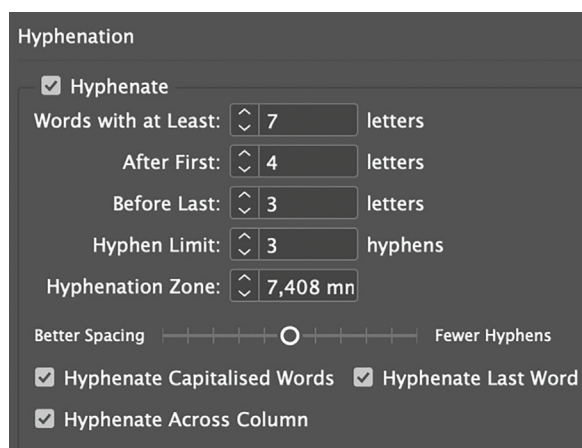 Hyphenation
Hyphenate
Words with at Least: 7 letters
After First: 4 letters
Before Last: 3 letters
Hyphen Limit: 3 hyphens
Hyphenation Zone: 7,408 mn
Better Spacing Fewer Hyphens
Hyphenate Capitalised Words Hyphenate Last Word
Hyphenate Across Column